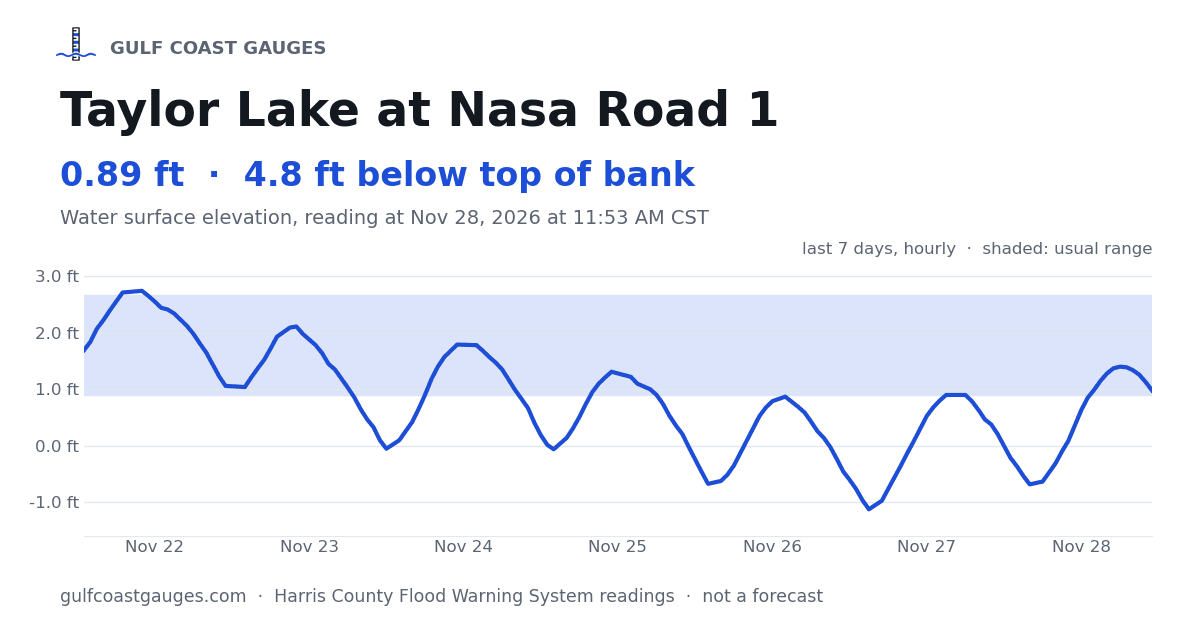 GULF COAST GAUGES
Taylor Lake at Nasa Road 1
0.89 ft · 4.8 ft below top of bank
Water surface elevation, reading at Nov 28, 2026 at 11:53 AM CST
last 7 days, hourly · shaded: usual range
3.0 ft
2.0 ft
1.0 ft
0.0 ft
-1.0 ft
Nov 22 Nov 23 Nov 24 Nov 25 Nov 26 Nov 27 Nov 28
gulfcoastgauges.com · Harris County Flood Warning System readings · not a forecast